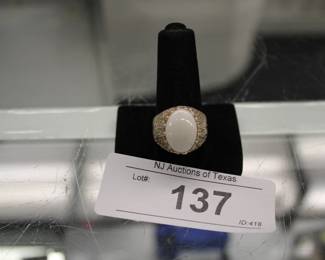 NJ Auctions of Texas
Lot#:
137
ID:418